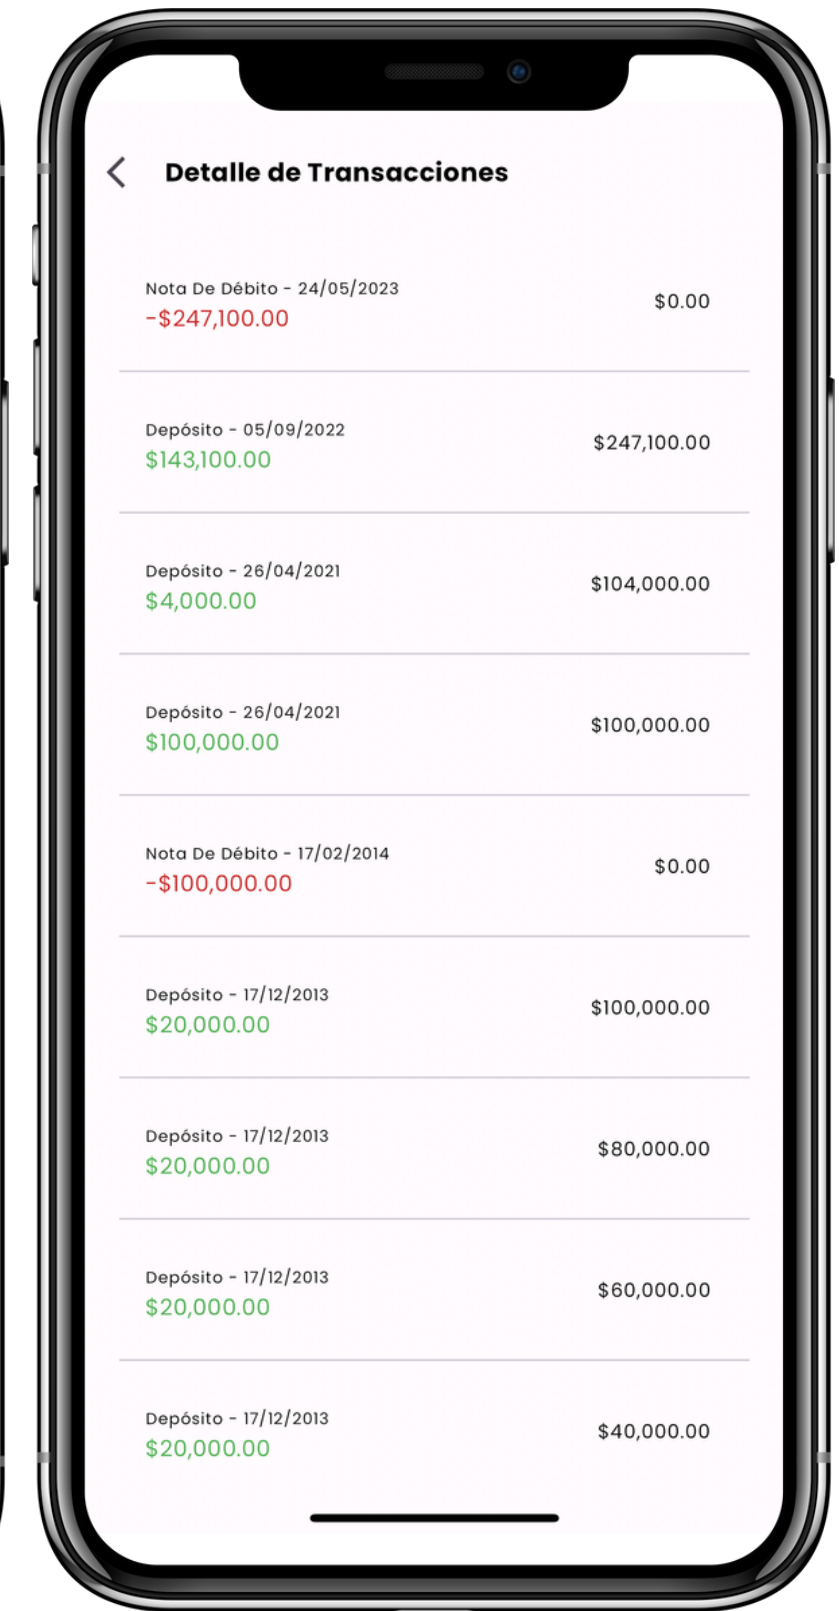 Detalle de Transacciones
Nota De Débito - 24/05/2023
-$247,100.00
$0.00
Depósito - 05/09/2022
$143,100.00
$247,100.00
Depósito - 26/04/2021
$4,000.00
$104,000.00
Depósito - 26/04/2021
$100,000.00
$100,000.00
Nota De Débito - 17/02/2014
-$100,000.00
$0.00
Depósito - 17/12/2013
$20,000.00
$100,000.00
Depósito - 17/12/2013
$20,000.00
$80,000.00
Depósito - 17/12/2013
$20,000.00
$60,000.00
Depósito - 17/12/2013
$20,000.00
$40,000.00